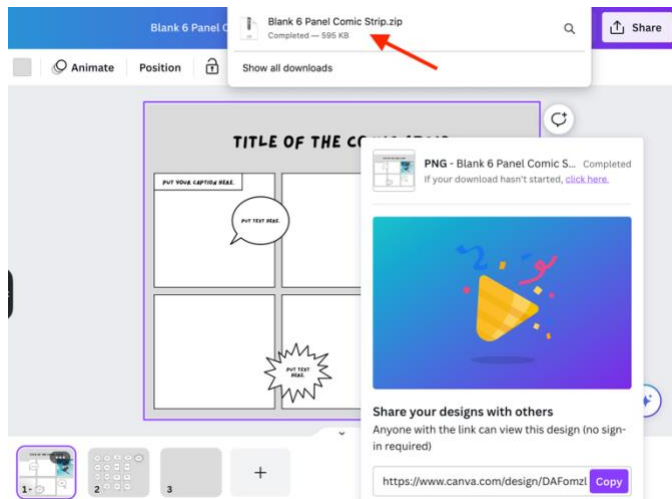 Blank 6 Panel C
Blank 6 Panel Comic Strip.zip
Completed — 595 KB
Share
Animate
Position
Show all downloads
TITLE OF THE
PUT YOUR CAPTION HERE.
PUT TEXT HERE.
PUT TEXT
HERE.
PNG - Blank 6 Panel Comic S... Completed
If your download hasn't started, click here.
Share your designs with others
Anyone with the link can view this design (no sign-
in required)
https://www.canva.com/design/DAFomzl
Copy
1-
2
3